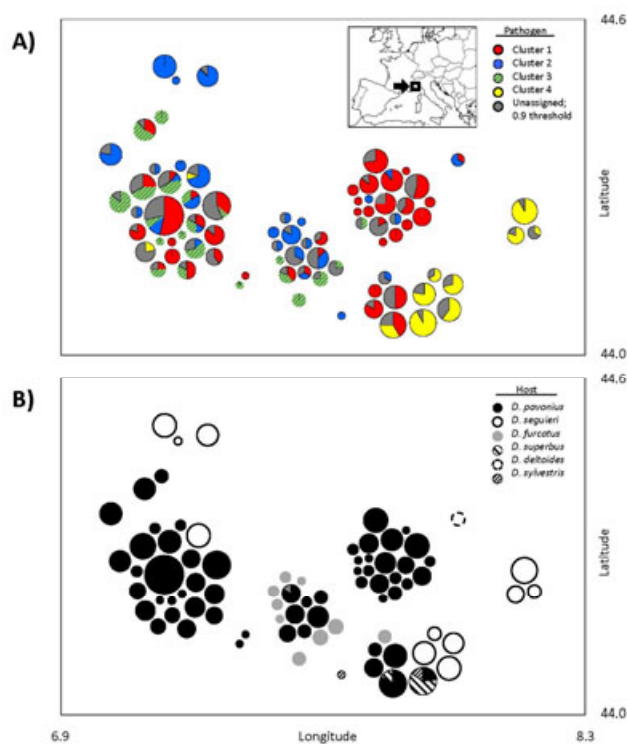 A)
44.6
Pathogen
Cluster 1
Cluster 2
Cluster 3
Cluster 4
Unassigned;
0.9 threshold
Latitude
44.0
B)
44.6
Host
D. pavonius
D. seguieri
D. furcatus
D. superbus
D. deltoides
D. sylvestris
Latitude
44.0
6.9
Longitude
8.3